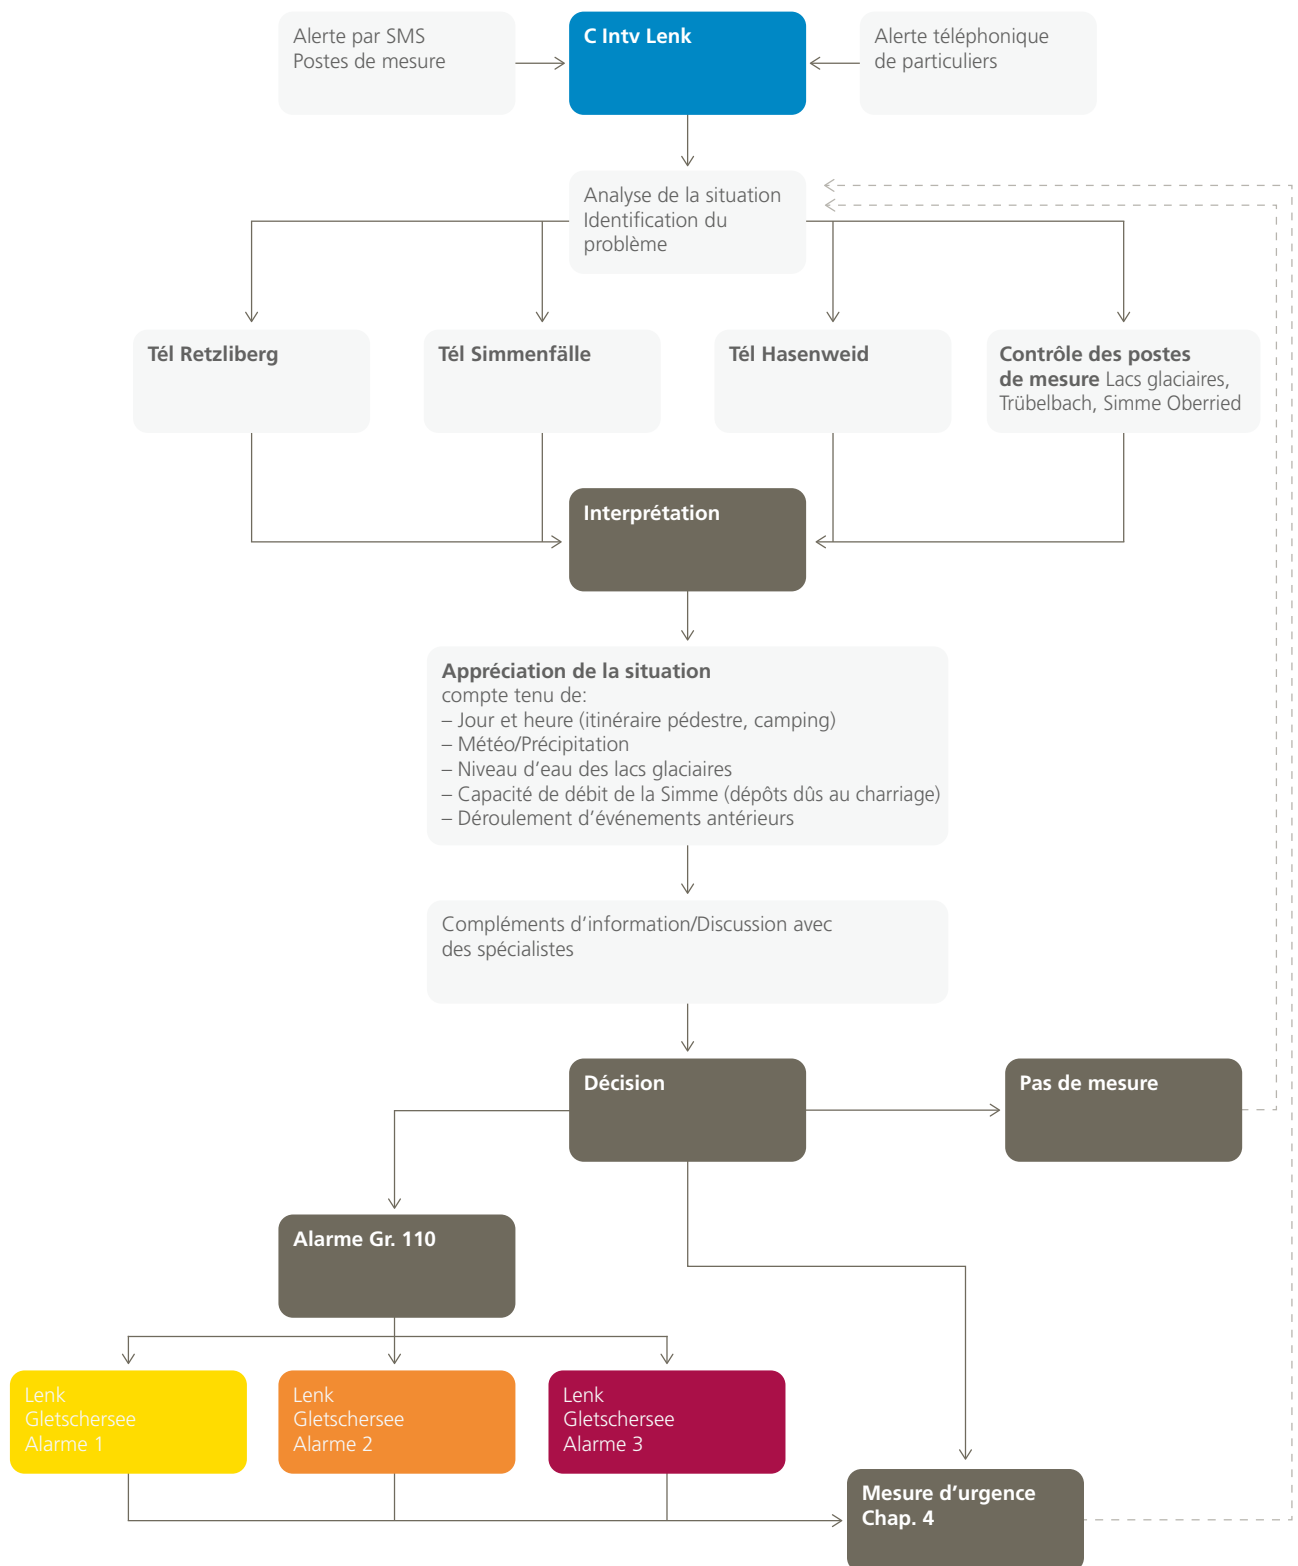 Alerte par SMS
Postes de mesure
C Intv Lenk
Alerte téléphonique
de particuliers
Analyse de la situation
Identification du
problème
Tél Retzliberg
Tél Simmenfälle
Tél Hasenweid
Contrôle des postes
de mesure Lacs glaciaires,
Trübelbach, Simme Oberried
Interprétation
Appréciation de la situation
compte tenu de:
– Jour et heure (itinéraire pédestre, camping)
– Météo/Précipitation
– Niveau d'eau des lacs glaciaires
– Capacité de débit de la Simme (dépôts dûs au charriage)
– Déroulement d’événements antérieurs
Compléments d’information/Discussion avec
des spécialistes
Décision
Pas de mesure
Alarme Gr. 110
Lenk
Gletschersee
Alarme 1
Lenk
Gletschersee
Alarme 2
Lenk
Gletschersee
Alarme 3
Mesure d’urgence
Chap. 4